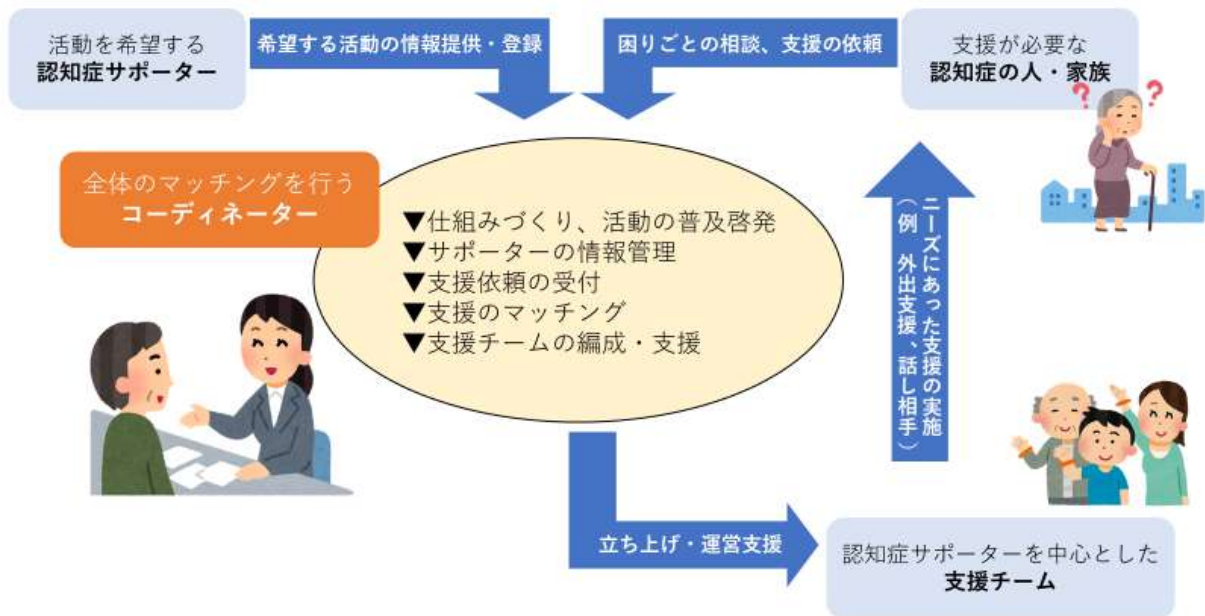 活動を希望する
認知症サポーター
希望する活動の情報提供・登録
困りごとの相談、支援の依頼
支援が必要な
認知症の人・家族
? ?
全体のマッチングを行う
コーディネーター
▼仕組みづくり、活動の普及啓発
▼サポーターの情報管理
▼支援依頼の受付
▼支援のマッチング
▼支援チームの編成・支援
ニーズにあった支援の実施
(例 外出支援、話し相手)
立ち上げ・運営支援
認知症サポーターを中心とした
支援チーム